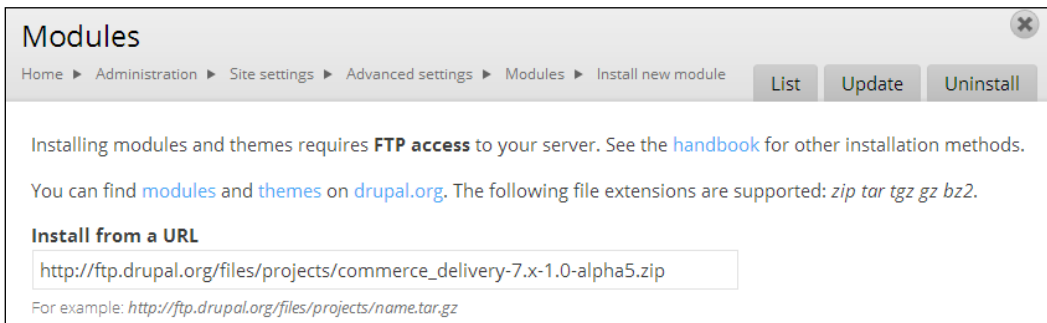 Modules
Home ▶ Administration ▶ Site settings ▶ Advanced settings ▶ Modules ▶ Install new module
List Update Uninstall
Installing modules and themes requires FTP access to your server. See the handbook for other installation methods.
You can find modules and themes on drupal.org. The following file extensions are supported: zip tar tgz gz bz2.
Install from a URL
http://ftp.drupal.org/files/projects/commerce_delivery-7.x-1.0-alpha5.zip
For example: http://ftp.drupal.org/files/projects/name.tar.gz